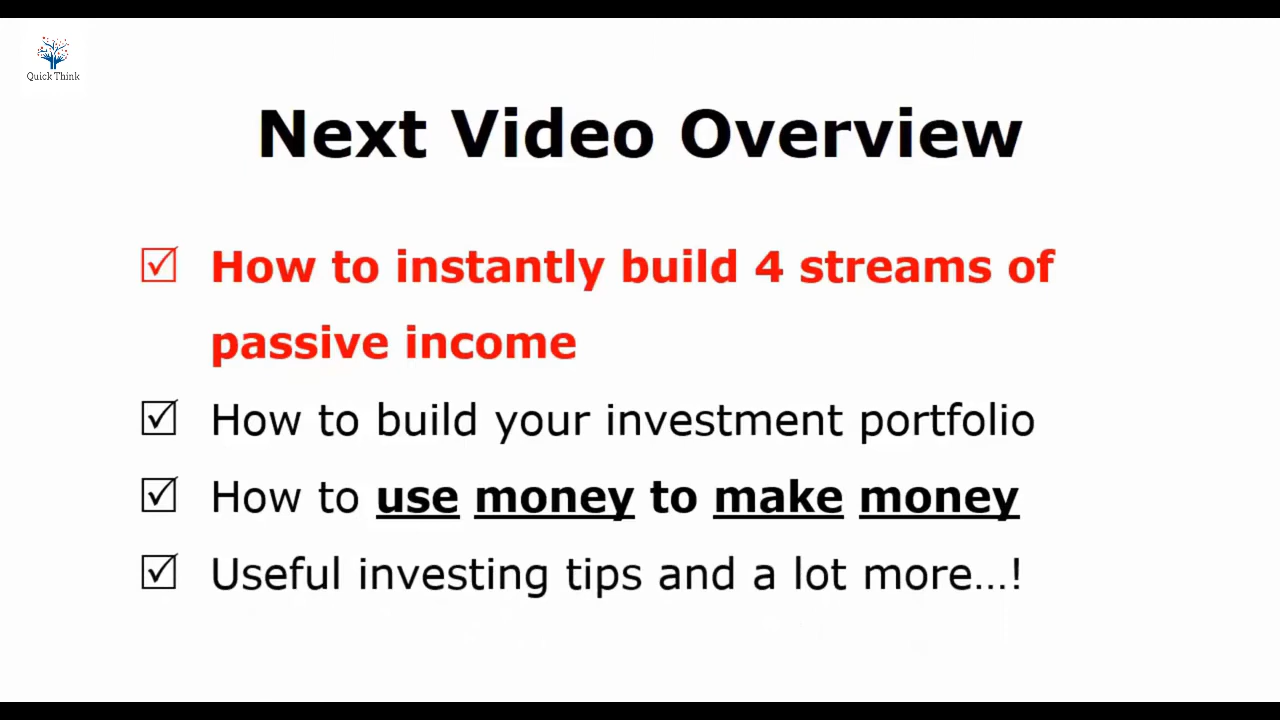 Quick Think
Next Video Overview
☑ How to instantly build 4 streams of
passive income
☑ How to build your investment portfolio
☑ How to use money to make money
☑ Useful investing tips and a lot more...!